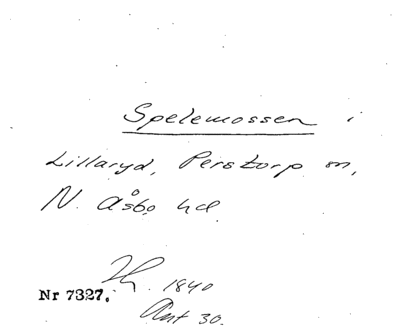 Spelemossen i
Lillaryd, Perstorp sn,
N. Åsbo hd.
1840
Nr 7327.
Ant 30.